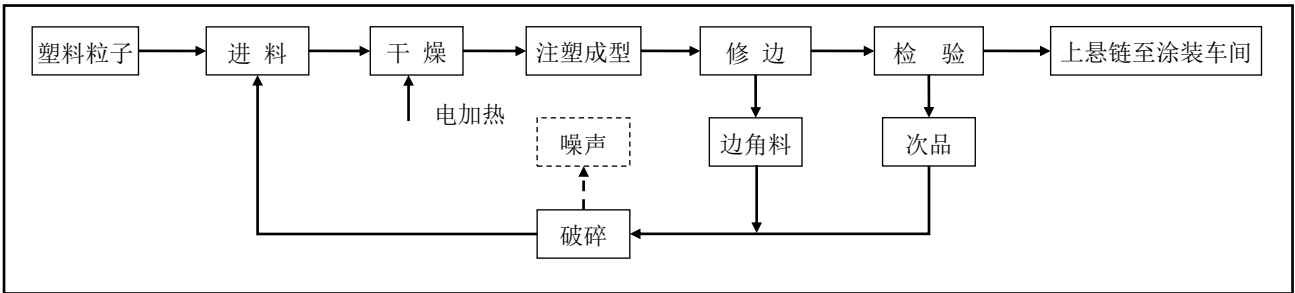 塑料粒子
进 料
干 燥
注塑成型
修 边
检 验
上悬链至涂装车间
电加热
噪声
边角料
次品
破碎